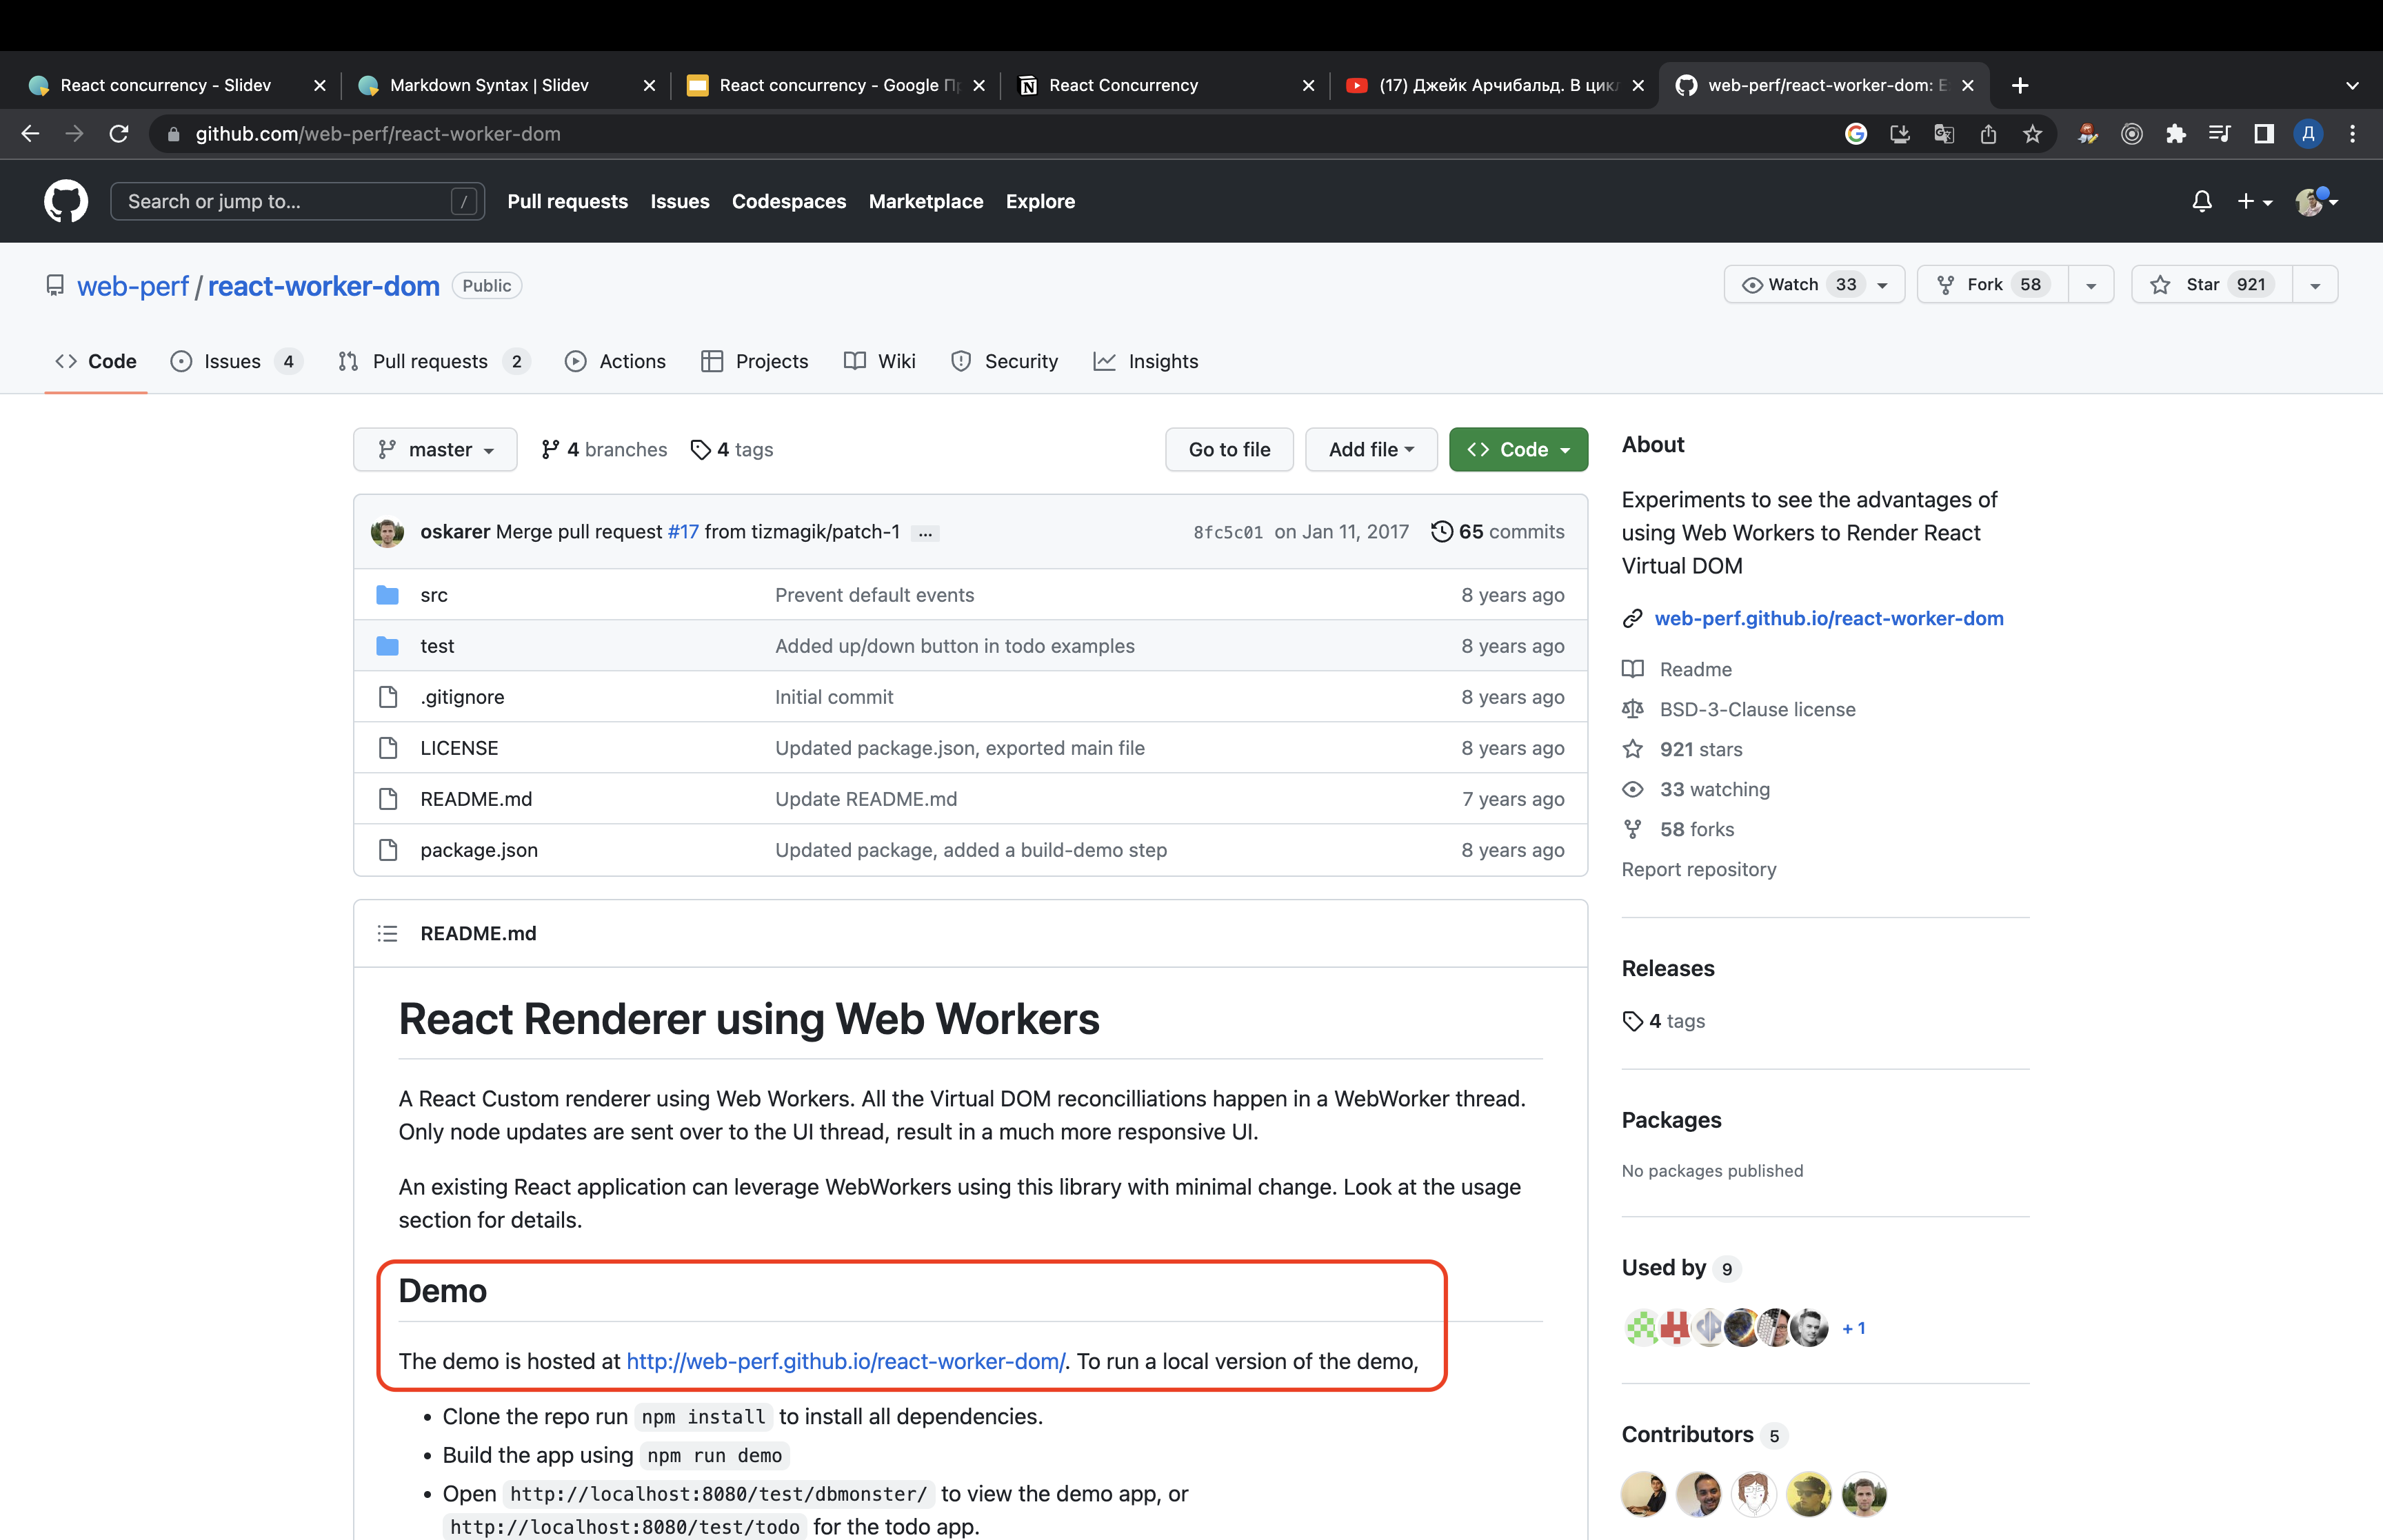 React concurrency - Slidev
Markdown Syntax | Slidev
React concurrency - Google П
React Concurrency
(17) Джейк Арчибальд. В цик
web-perf/react-worker-dom: E
github.com/web-perf/react-worker-dom
Д
Search or jump to... /
Pull requests Issues Codespaces Marketplace Explore
web-perf / react-worker-dom Public
Watch 33 Fork 58 Star 921
Code Issues 4 Pull requests 2 Actions Projects Wiki Security Insights
master 4 branches 4 tags Go to file Add file Code
oskarer Merge pull request #17 from tizmagik/patch-1 ... 8fc5c01 on Jan 11, 2017 65 commits
src Prevent default events 8 years ago
test Added up/down button in todo examples 8 years ago
.gitignore Initial commit 8 years ago
LICENSE Updated package.json, exported main file 8 years ago
README.md Update README.md 7 years ago
package.json Updated package, added a build-demo step 8 years ago
README.md
React Renderer using Web Workers
A React Custom renderer using Web Workers. All the Virtual DOM reconcilliations happen in a WebWorker thread.
Only node updates are sent over to the UI thread, result in a much more responsive UI.
An existing React application can leverage WebWorkers using this library with minimal change. Look at the usage
section for details.
Demo
The demo is hosted at http://web-perf.github.io/react-worker-dom/. To run a local version of the demo,
• Clone the repo run npm install to install all dependencies.
• Build the app using npm run demo
• Open http://localhost:8080/test/dbmonster/ to view the demo app, or
http://localhost:8080/test/todo for the todo app.
About
Experiments to see the advantages of
using Web Workers to Render React
Virtual DOM
web-perf.github.io/react-worker-dom
Readme
BSD-3-Clause license
921 stars
33 watching
58 forks
Report repository
Releases
4 tags
Packages
No packages published
Used by 9
+ 1
Contributors 5